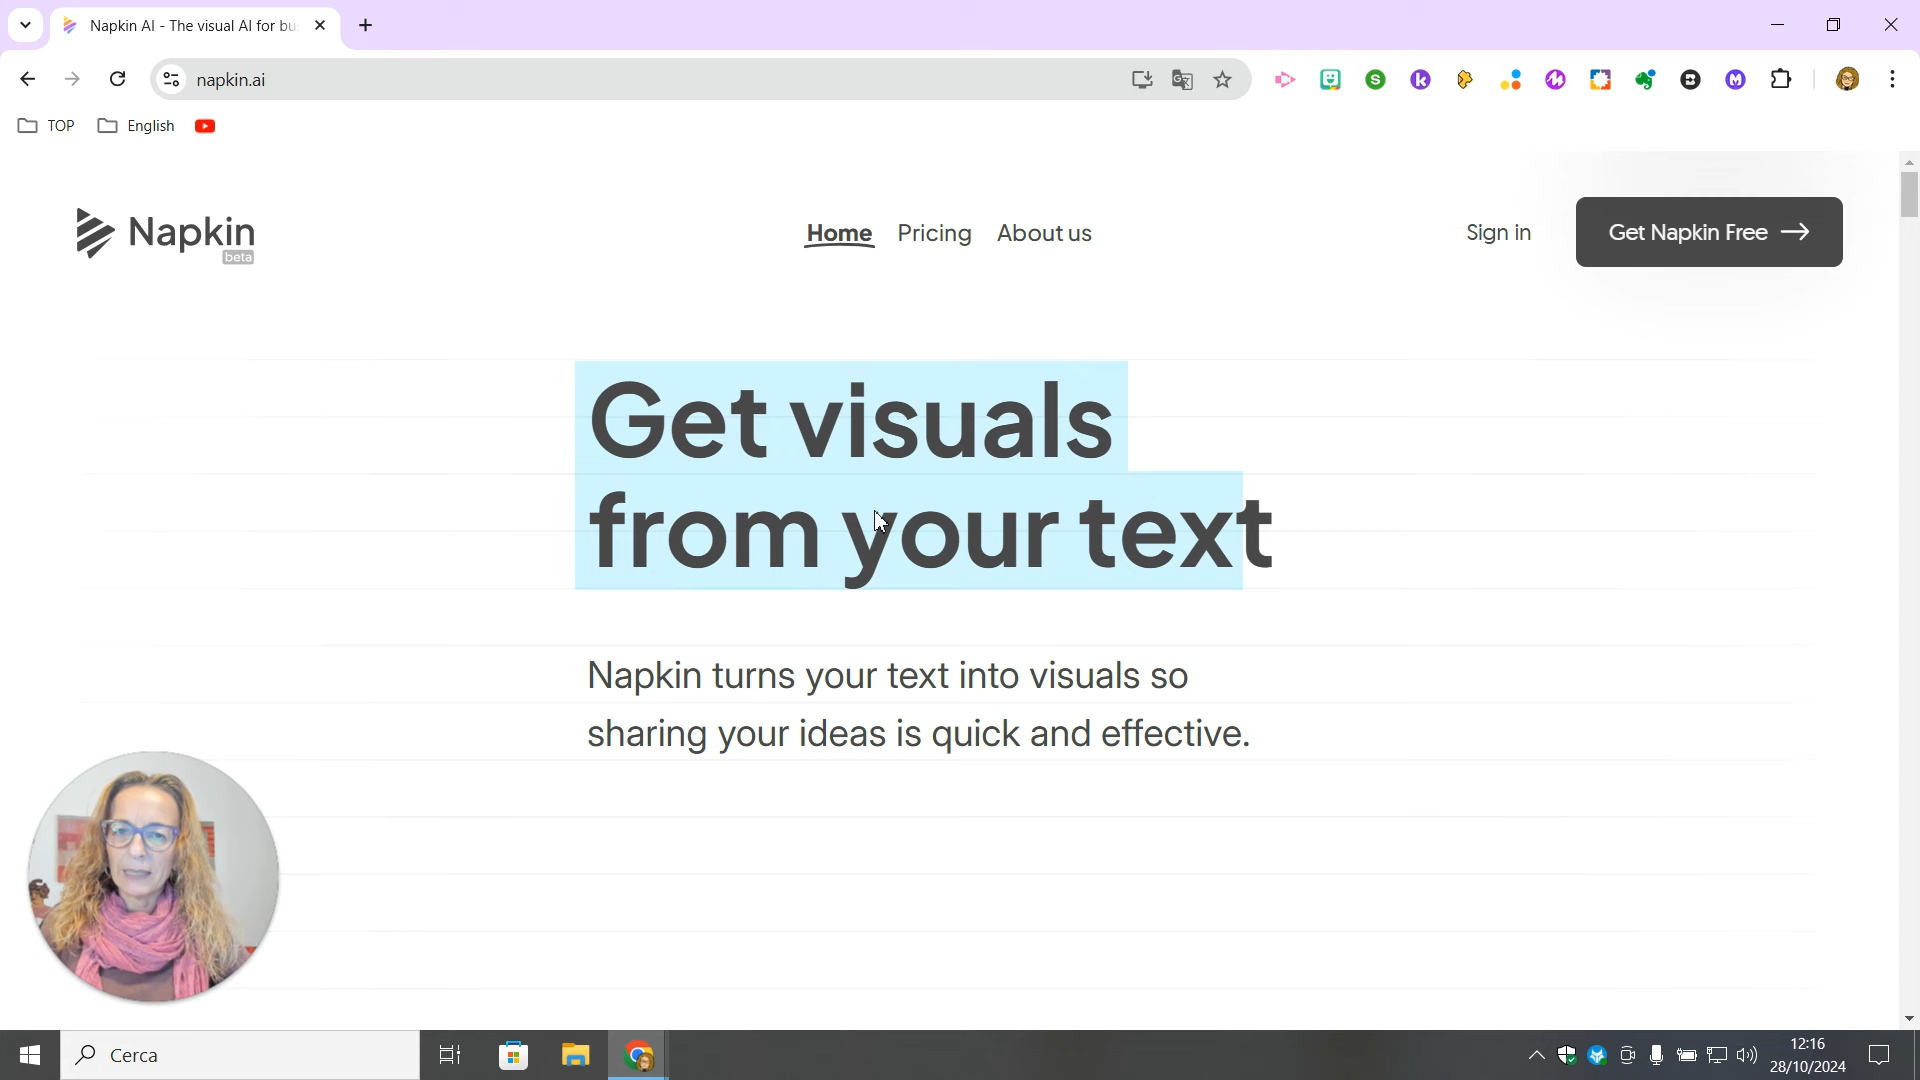 Napkin AI - The visual AI for bu
napkin.ai
TOP
English
Napkin
beta
Home
Pricing
About us
Sign in
Get Napkin Free
Get visuals
from your text
Napkin turns your text into visuals so
sharing your ideas is quick and effective.
Cerca
12:16
28/10/2024